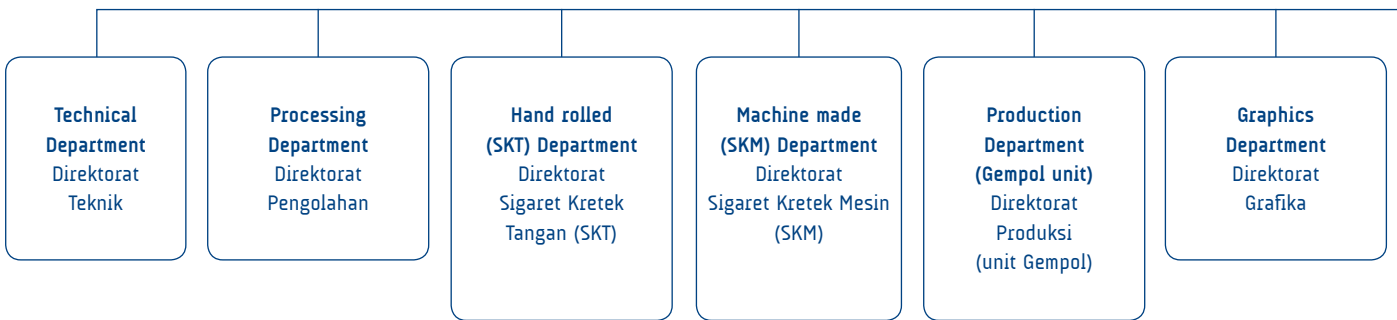 Technical
Department
Direktorat
Teknik
Processing
Department
Direktorat
Pengolahan
Hand rolled
(SKT) Department
Direktorat
Sigaret Kretek
Tangan (SKT)
Machine made
(SKM) Department
Direktorat
Sigaret Kretek Mesin
(SKM)
Production
Department
(Gempol unit)
Direktorat
Produksi
(unit Gempol)
Graphics
Department
Direktorat
Grafika